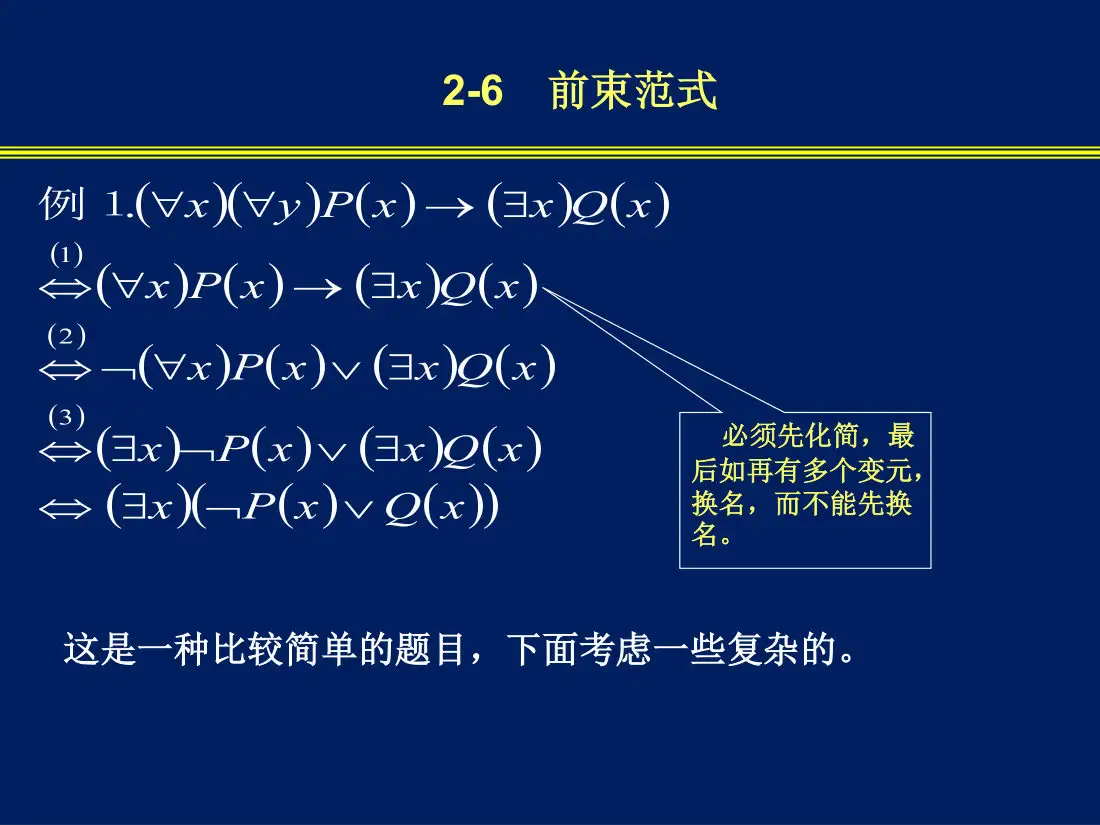 2-6 前束范式
例 1.(∀x)(∀y)P(x)→(∃x)Q(x)
(1)
⇔(∀x)P(x)→(∃x)Q(x)
(2)
⇔¬(∀x)P(x)∨(∃x)Q(x)
(3)
⇔(∃x)¬P(x)∨(∃x)Q(x)
⇔(∃x)(¬P(x)∨Q(x))
必须先化简，最
后如再有多个变元，
换名，而不能先换
名。
这是一种比较简单的题目，下面考虑一些复杂的。